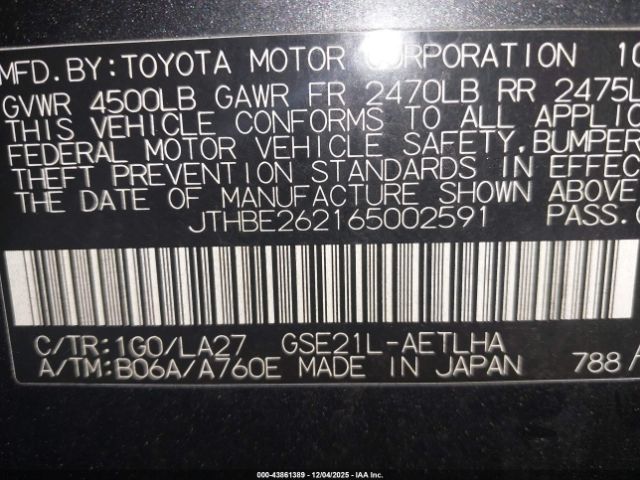 MFD. BY: TOYOTA MOTOR CORPORATION 10
GVWR 4500LB GAWR FR 2470LB RR 2475L
THIS VEHICLE CONFORMS TO ALL APPLIC
FEDERAL MOTOR VEHICLE SAFETY, BUMPER
THEFT PREVENTION STANDARDS IN EFFEC
THE DATE OF MANUFACTURE SHOWN ABOVE
JTHBE262165002591 PASS.
C/TR: 1G0/LA27 GSE21L-AETLHA
A/TM: B06A/A760E MADE IN JAPAN 788
000-43861389 - 12/04/2025 - IAA Inc.